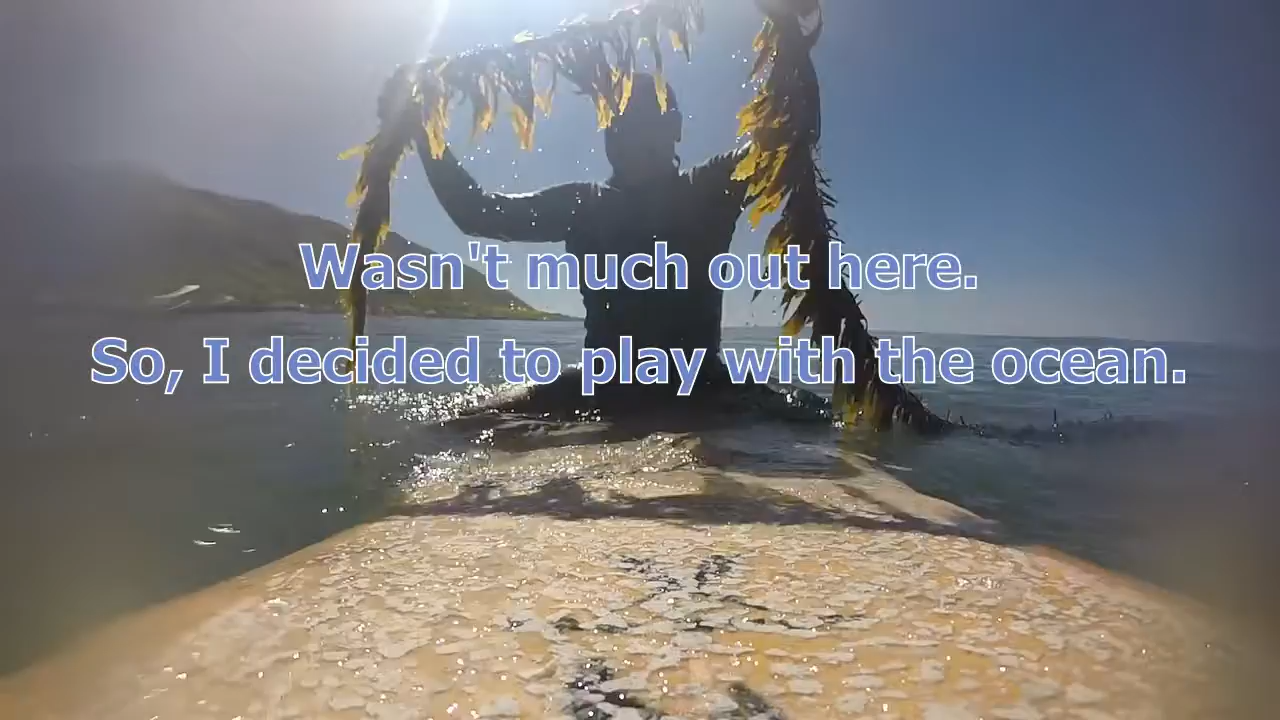 Wasn't much out here.
So, I decided to play with the ocean.